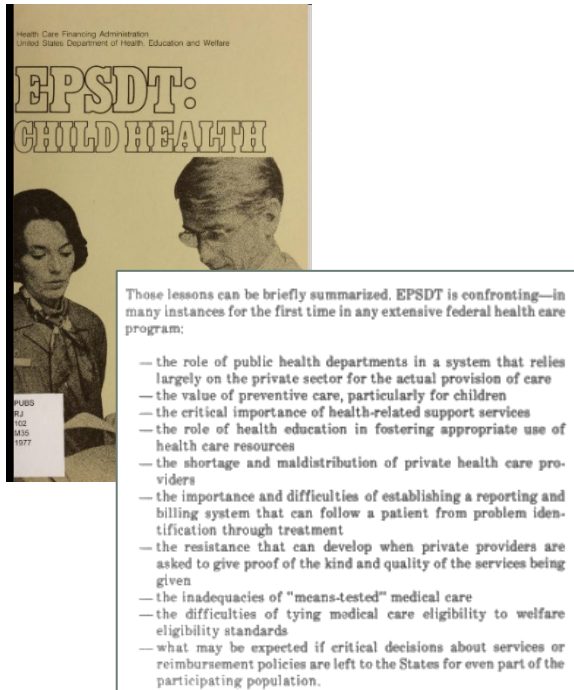 Health Care Financing Administration
United States Department of Health, Education and Welfare
EPSDT:
CHILD HEALTH
PUBS
RJ
102
M35
1977
Those lessons can be briefly summarized. EPSDT is confronting—in
many instances for the first time in any extensive federal health care
program:
— the role of public health departments in a system that relies
largely on the private sector for the actual provision of care
— the value of preventive care, particularly for children
— the critical importance of health-related support services
— the role of health education in fostering appropriate use of
health care resources
— the shortage and maldistribution of private health care pro-
viders
— the importance and difficulties of establishing a reporting and
billing system that can follow a patient from problem iden-
tification through treatment
— the resistance that can develop when private providers are
asked to give proof of the kind and quality of the services being
given
— the inadequacies of "means-tested" medical care
— the difficulties of tying medical care eligibility to welfare
eligibility standards
— what may be expected if critical decisions about services or
reimbursement policies are left to the States for even part of the
participating population.